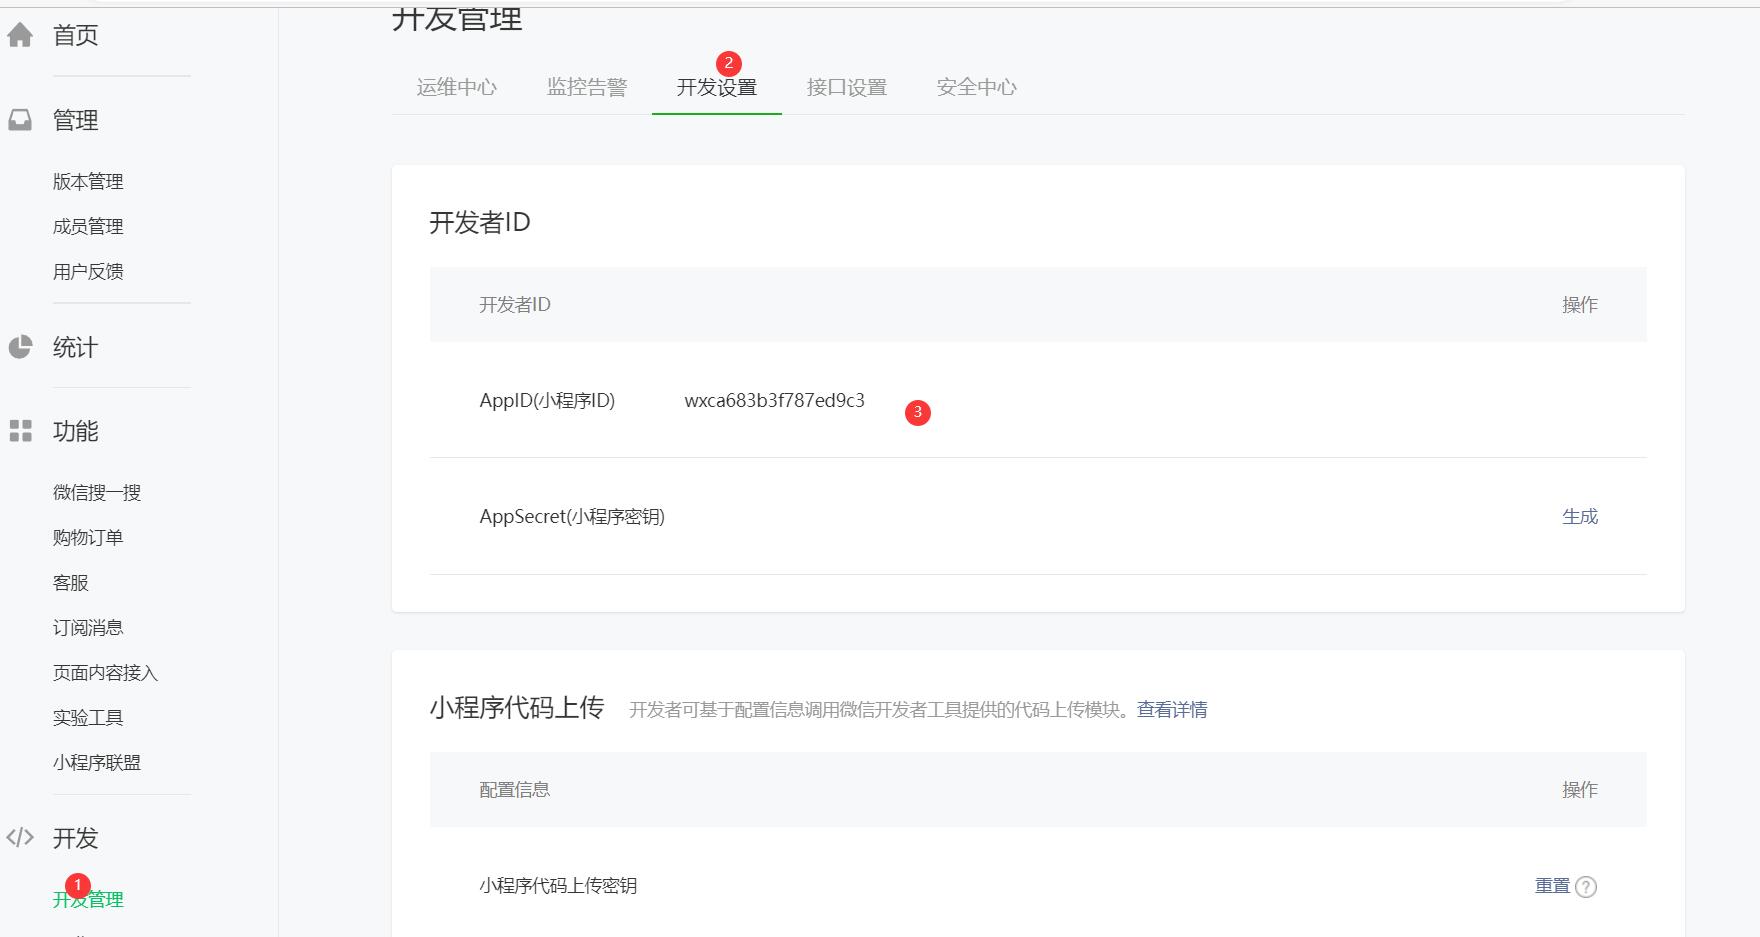 首页
管理
版本管理
成员管理
用户反馈
统计
功能
微信搜一搜
购物订单
客服
订阅消息
页面内容接入
实验工具
小程序联盟
开发
1
开发管理
开发管理
2
运维中心 监控告警 开发设置 接口设置 安全中心
开发者ID
开发者ID 操作
AppID(小程序ID) wxca683b3f787ed9c3 3
AppSecret(小程序密钥) 生成
小程序代码上传 开发者可基于配置信息调用微信开发者工具提供的代码上传模块。查看详情
配置信息 操作
小程序代码上传密钥 重置 ?